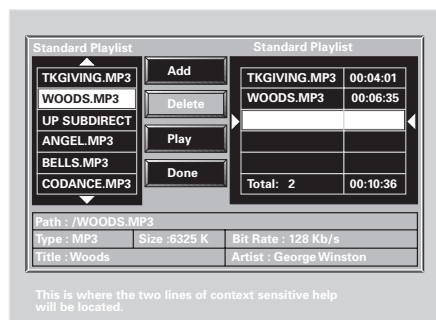 Standard Playlist
Standard Playlist
TKGIVING.MP3
WOODS.MP3
UP SUBDIRECT
ANGEL.MP3
BELLS.MP3
CODANCE.MP3
Add
Delete
Play
Done
TKGIVING.MP3 00:04:01
WOODS.MP3 00:06:35
Total: 2 00:10:36
Path : /WOODS.MP3
Type : MP3 Size :6325 K Bit Rate : 128 Kb/s
Title : Woods Artist : George Winston
This is where the two lines of context sensitive help
will be located.